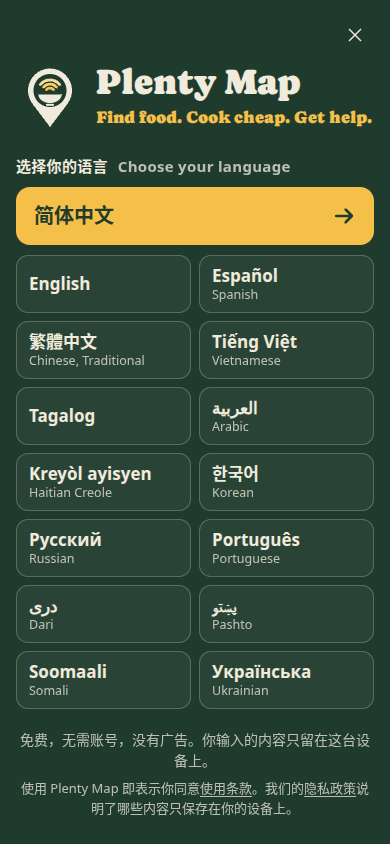 Plenty Map
Find food. Cook cheap. Get help.
选择你的语言 Choose your language
简体中文
English
Español
Spanish
繁體中文
Chinese, Traditional
Tiếng Việt
Vietnamese
Tagalog
العربية
Arabic
Kreyòl ayisyen
Haitian Creole
한국어
Korean
Русский
Russian
Português
Portuguese
دری
Dari
پښتو
Pashto
Soomaali
Somali
Українська
Ukrainian
免费，无需账号，没有广告。你输入的内容只留在这台设
备上。
使用 Plenty Map 即表示你同意使用条款。我们的隐私政策说
明了哪些内容只保存在你的设备上。